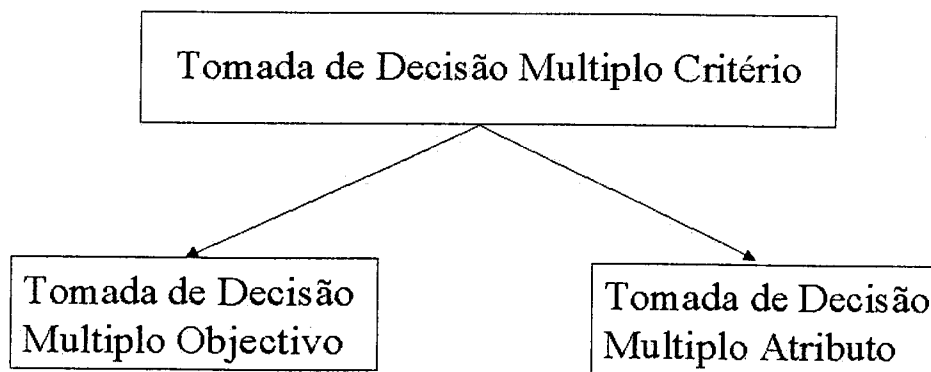 Tomada de Decisão Multiplo Critério
Tomada de Decisão
Multiplo Objectivo
Tomada de Decisão
Multiplo Atributo